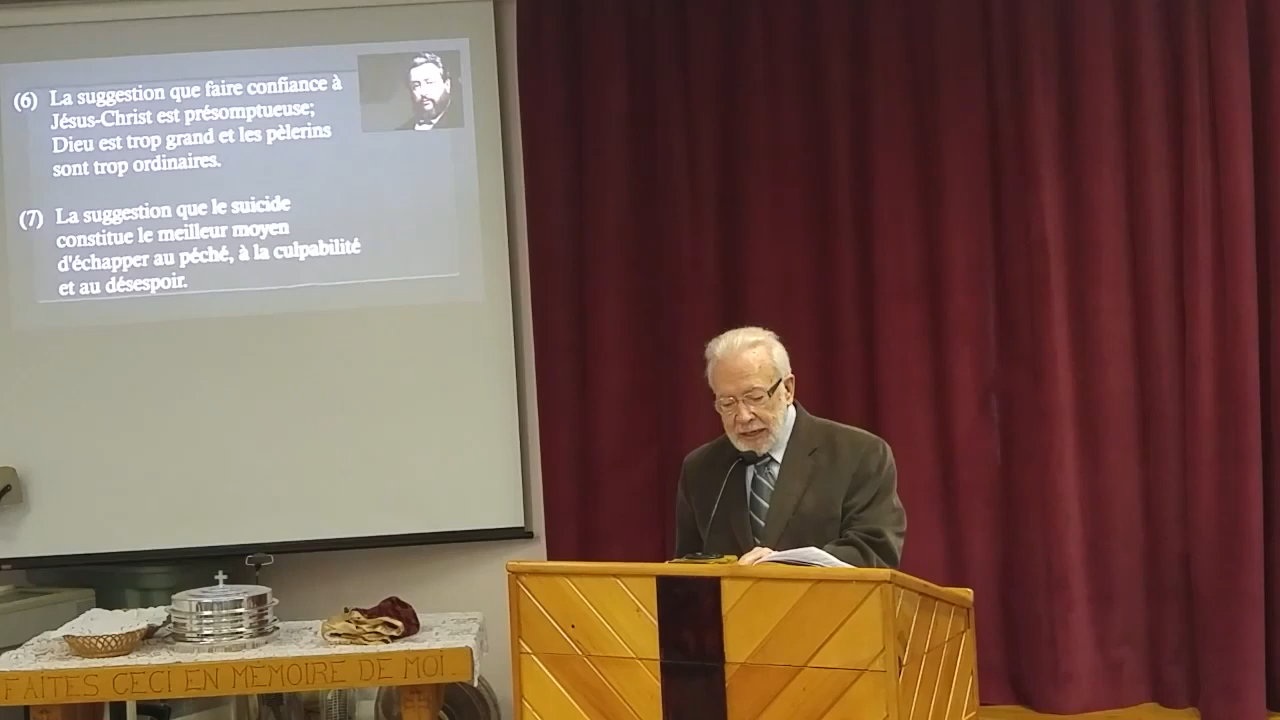 (6) La suggestion que faire confiance à
Jésus-Christ est présomptueuse;
Dieu est trop grand et les pèlerins
sont trop ordinaires.
(7) La suggestion que le suicide
constitue le meilleur moyen
d'échapper au péché, à la culpabilité
et au désespoir.
FAITES CECI EN MÉMOIRE DE MOI